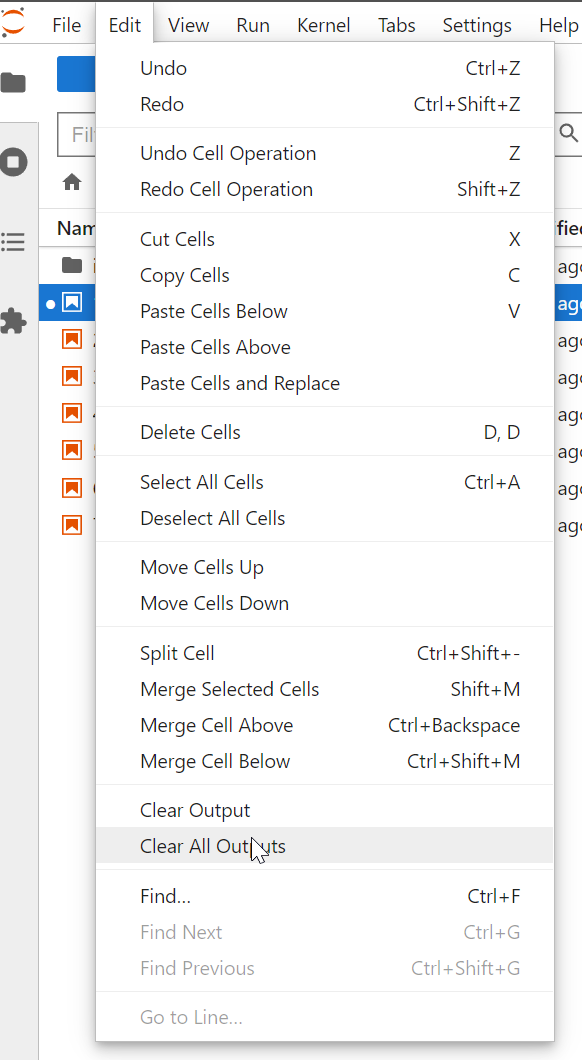 File Edit View Run Kernel Tabs Settings Help
Undo Ctrl+Z
Redo Ctrl+Shift+Z
Undo Cell Operation Z
Redo Cell Operation Shift+Z
Cut Cells X
Copy Cells C
Paste Cells Below V
Paste Cells Above
Paste Cells and Replace
Delete Cells D, D
Select All Cells Ctrl+A
Deselect All Cells
Move Cells Up
Move Cells Down
Split Cell Ctrl+Shift+-
Merge Selected Cells Shift+M
Merge Cell Above Ctrl+Backspace
Merge Cell Below Ctrl+Shift+M
Clear Output
Clear All Outputs
Find... Ctrl+F
Find Next Ctrl+G
Find Previous Ctrl+Shift+G
Go to Line...